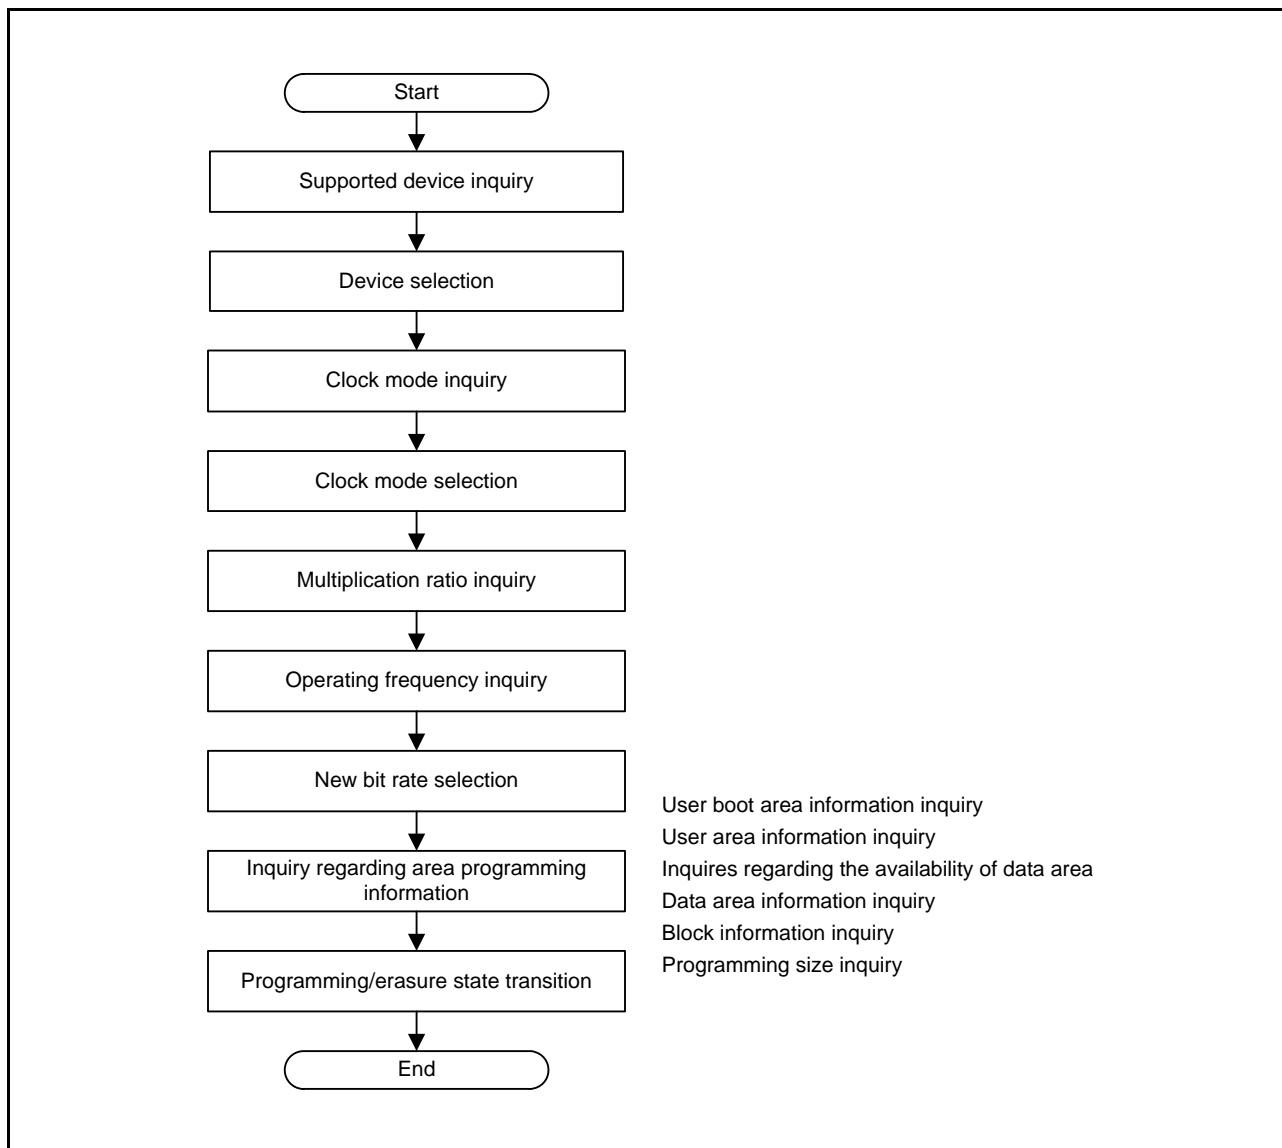 Start
Supported device inquiry
Device selection
Clock mode inquiry
Clock mode selection
Multiplication ratio inquiry
Operating frequency inquiry
New bit rate selection
Inquiry regarding area programming
information
User boot area information inquiry
User area information inquiry
Inquires regarding the availability of data area
Data area information inquiry
Block information inquiry
Programming size inquiry
Programming/erasure state transition
End